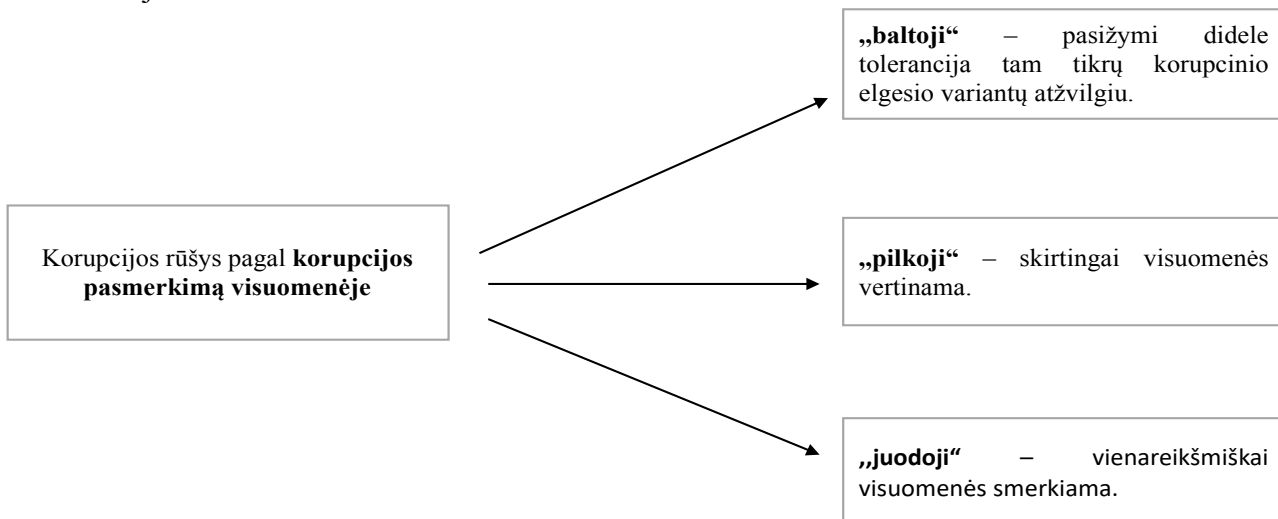 „baltoji“ – pasižymi didele
tolerancija tam tikrų korupcinio
elgesio variantų atžvilgiu.
Korupcijos rūšys pagal korupcijos
pasmerkimą visuomenėje
„pilkoji“ – skirtingai visuomenės
vertinama.
,,juodoji“ – vienareikšmiškai
visuomenės smerkiama.